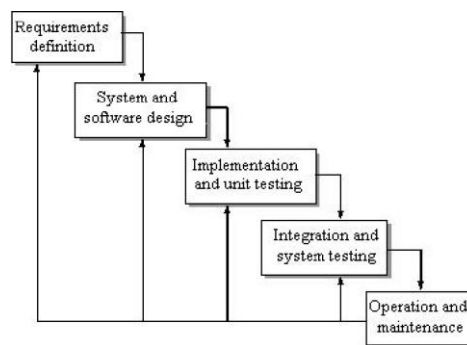 Requirements
definition
System and
software design
Implementation
and unit testing
Integration and
system testing
Operation and
maintenance